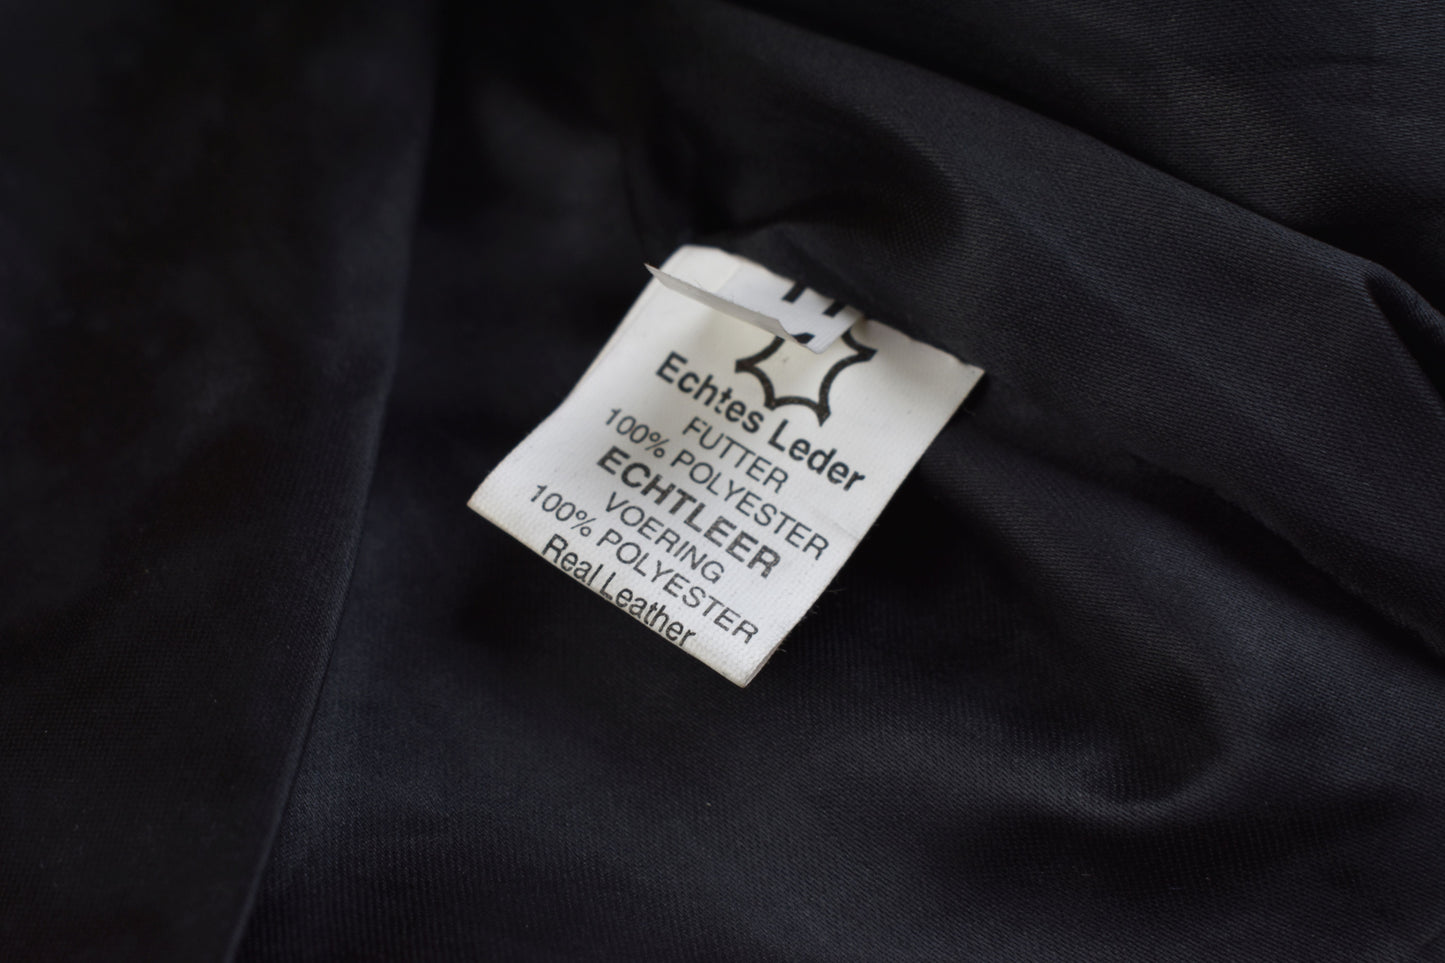 Echtes Leder
FUTTER
100% POLYESTER
ECHTLEER
VOERING
100% POLYESTER
Real Leather